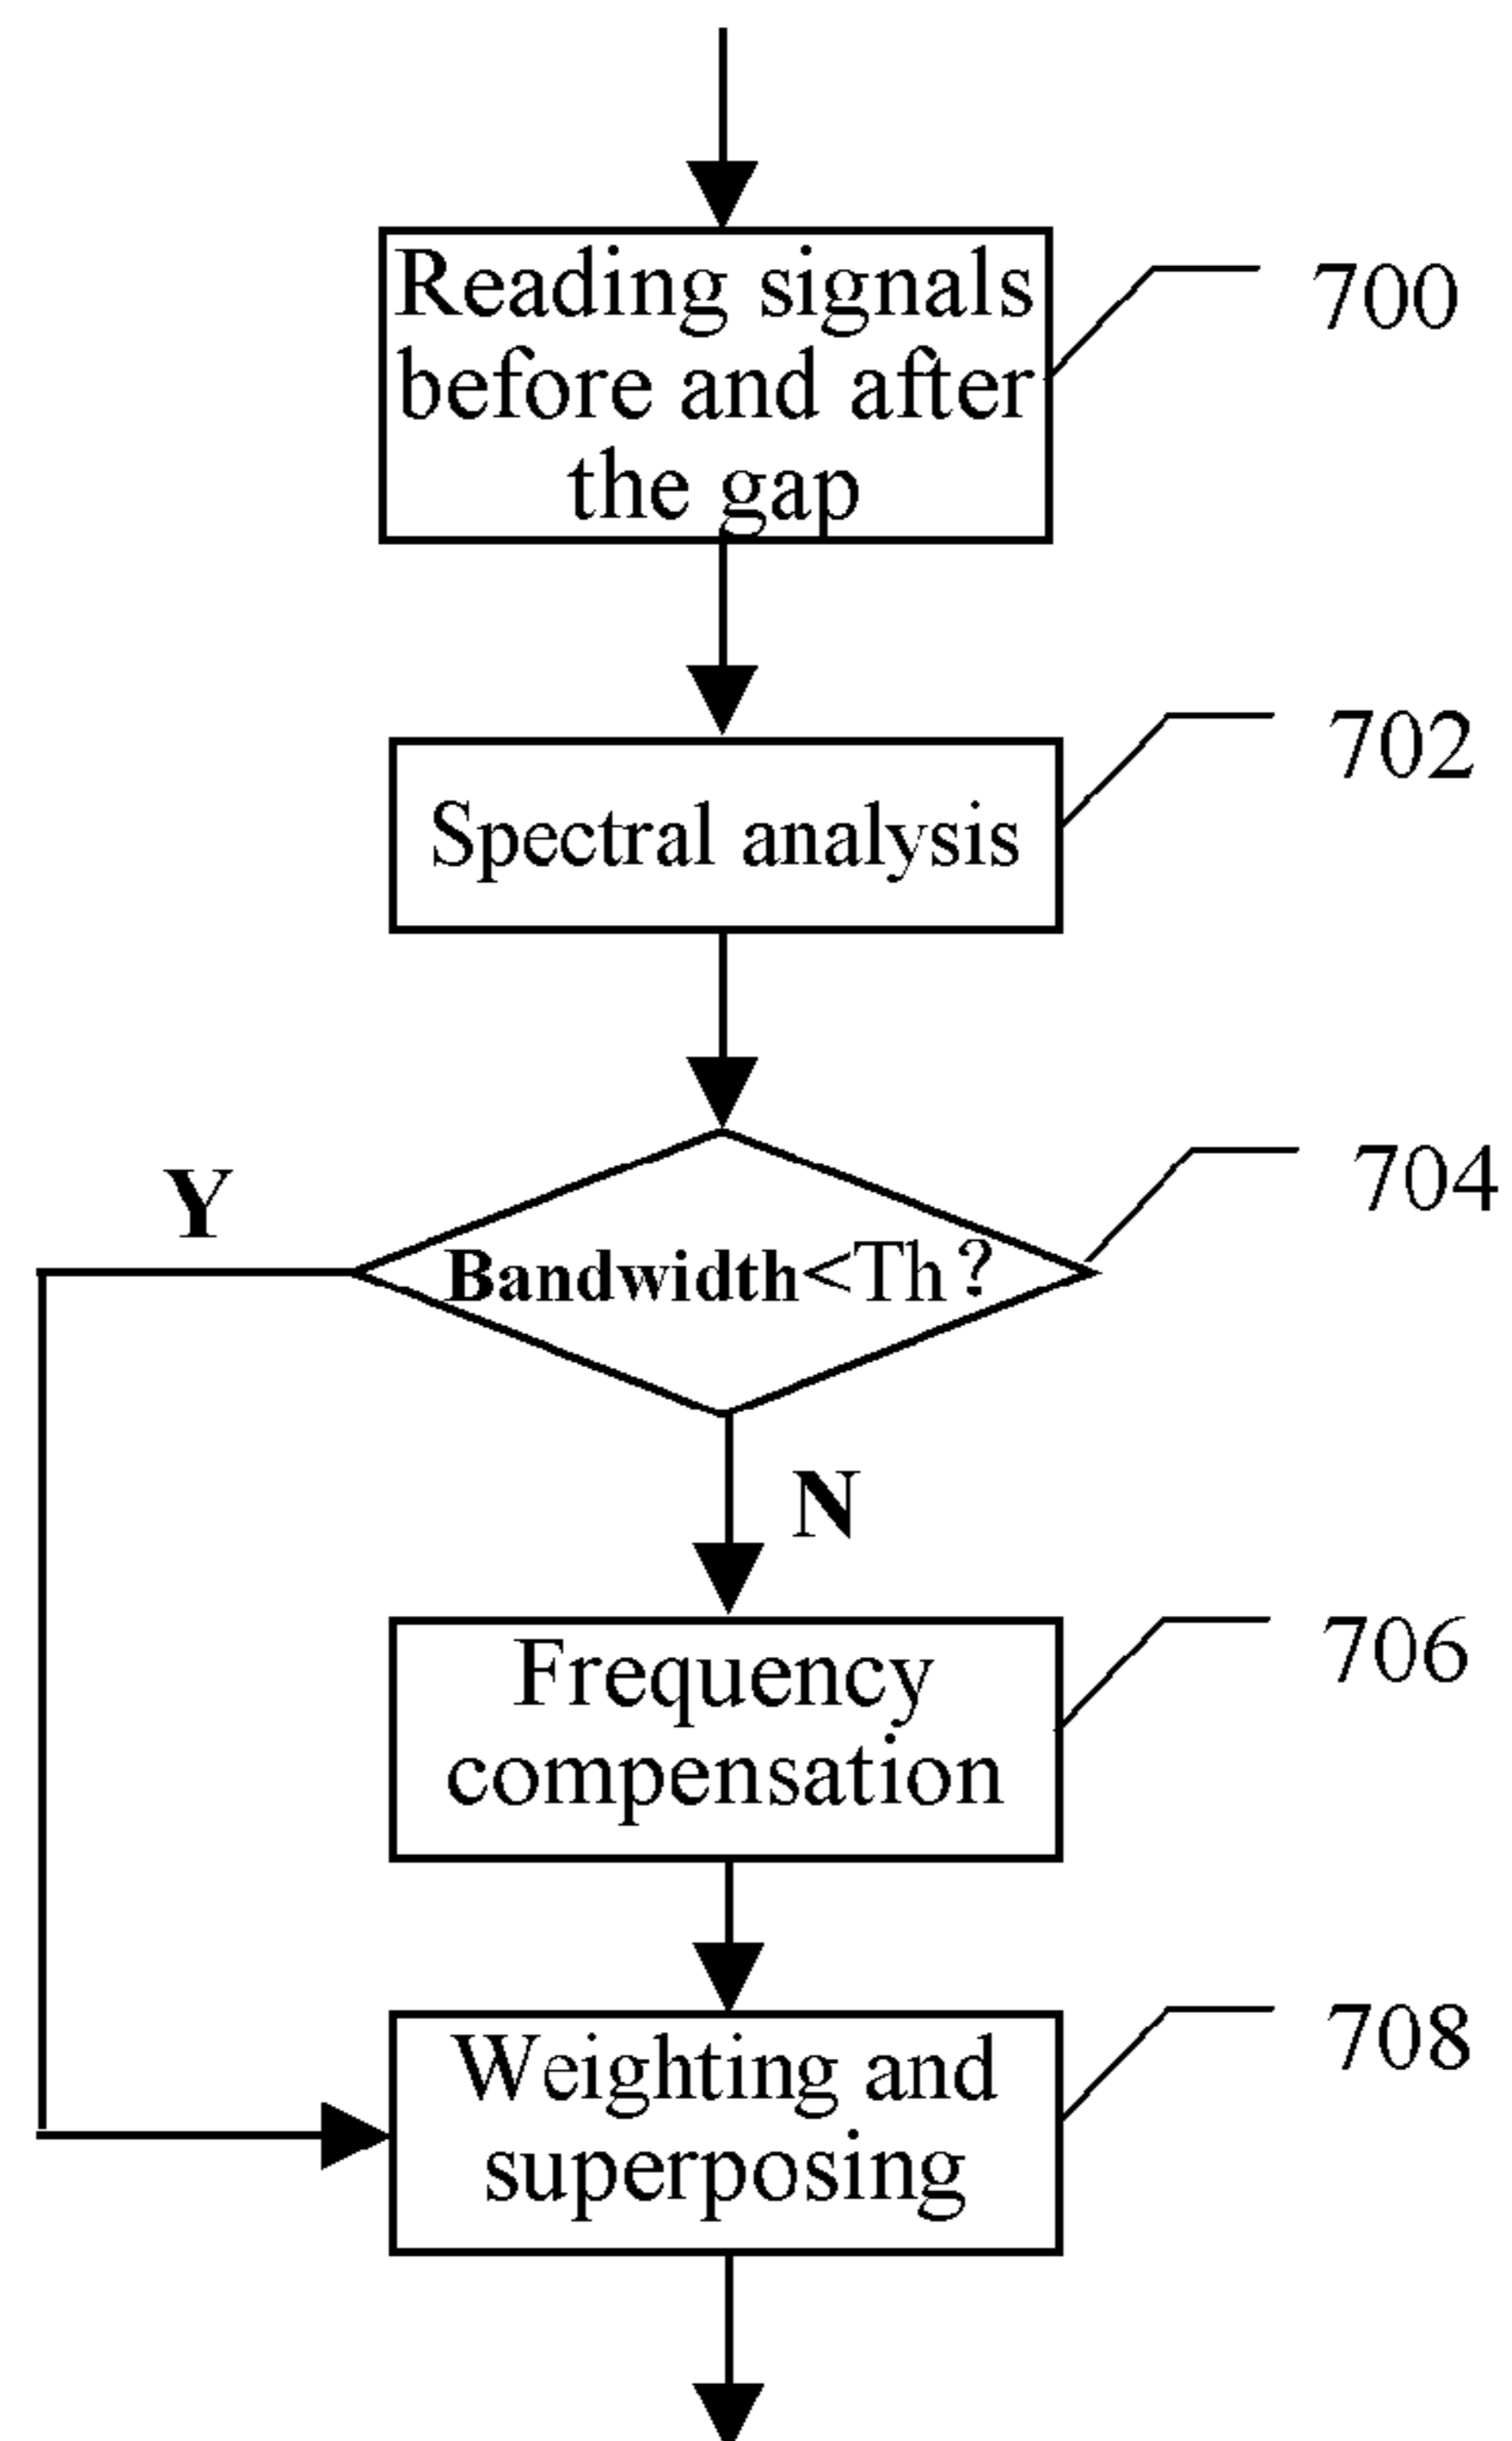 Reading signals
before and after
the gap
700
Spectral analysis
702
Y
Bandwidth<Th?
704
N
Frequency
compensation
706
Weighting and
superposing
708